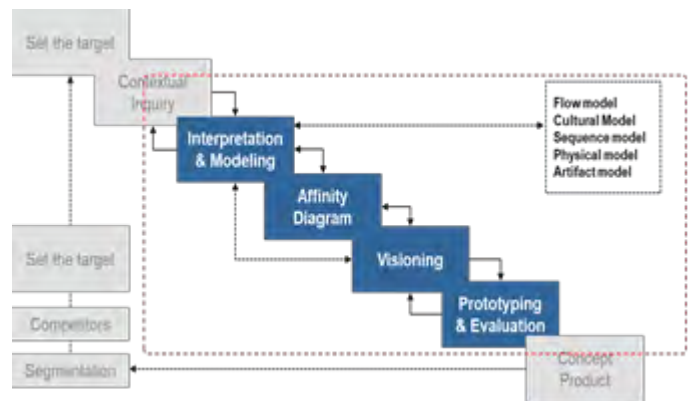 Set the target
Contextual
Inquiry
Interpretation
& Modeling
Flow model
Cultural Model
Sequence model
Physical model
Artifact model
Affinity
Diagram
Visioning
Prototyping
& Evaluation
Set the target
Competitors
Segmentation
Concept
Product